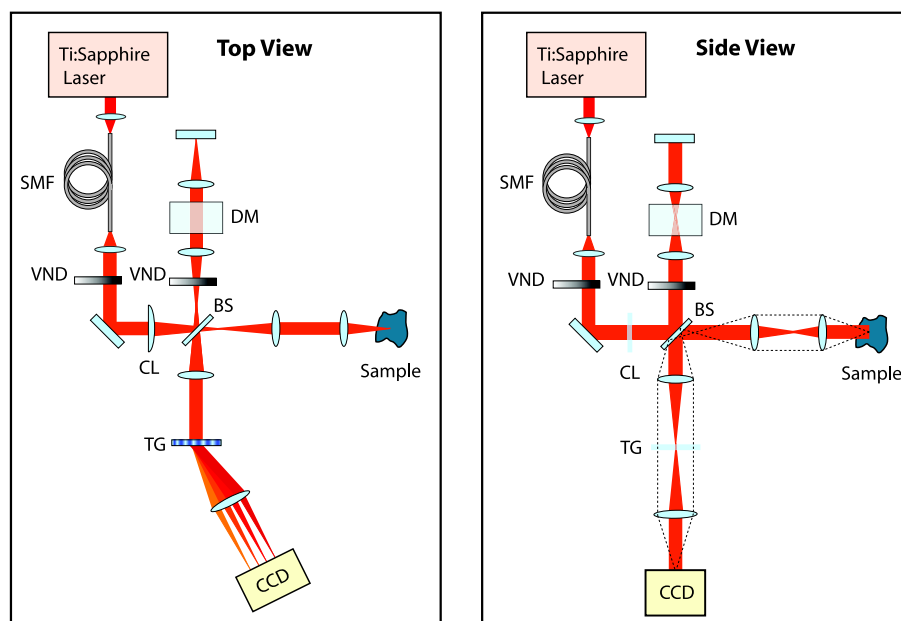 Top View
Ti:Sapphire
Laser
SMF
DM
VND
VND
BS
CL
Sample
TG
CCD
Side View
Ti:Sapphire
Laser
SMF
DM
VND
VND
BS
CL
Sample
TG
CCD